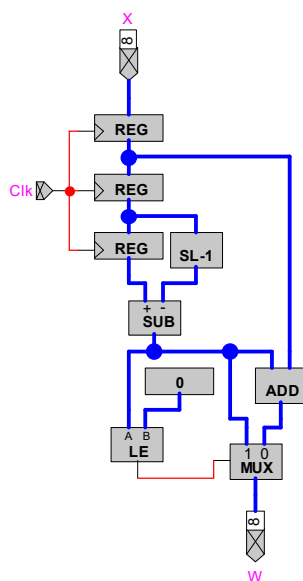 X
8
REG
Clk
REG
REG
SL-1
+ -
SUB
0
ADD
A B
LE
1 0
MUX
8
W